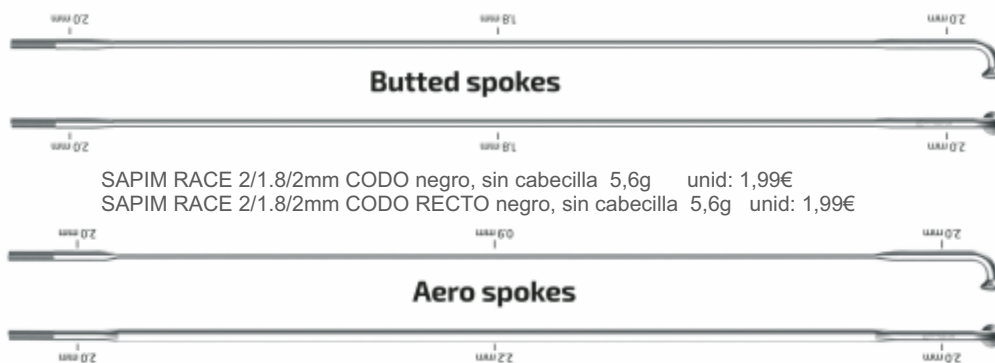 2.0 mm 1.8 mm 2.0 mm
Butted spokes
2.0 mm 1.8 mm 2.0 mm
SAPIM RACE 2/1.8/2mm CODO negro, sin cabecilla 5,6g unid: 1,99€
SAPIM RACE 2/1.8/2mm CODO RECTO negro, sin cabecilla 5,6g unid: 1,99€
2.0 mm 0.9 mm 2.0 mm
Aero spokes
2.0 mm 2.2 mm 2.0 mm